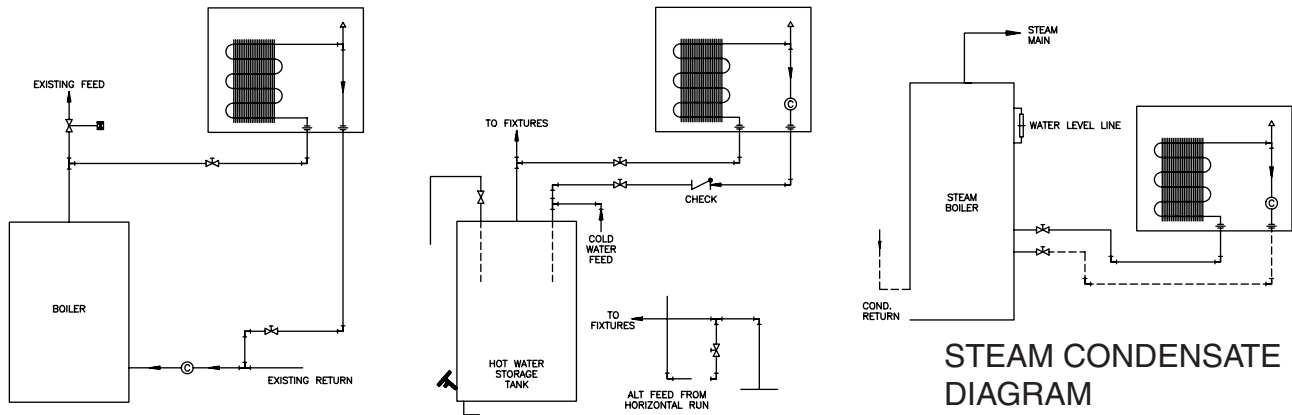 EXISTING FEED
BOILER
C
EXISTING RETURN
C
TO FIXTURES
CHECK
COLD
WATER
FEED
HOT WATER
STORAGE
TANK
TO
FIXTURES
ALT FEED FROM
HORIZONTAL RUN
STEAM
MAIN
WATER LEVEL LINE
STEAM
BOILER
C
COND.
RETURN
STEAM CONDENSATE
DIAGRAM